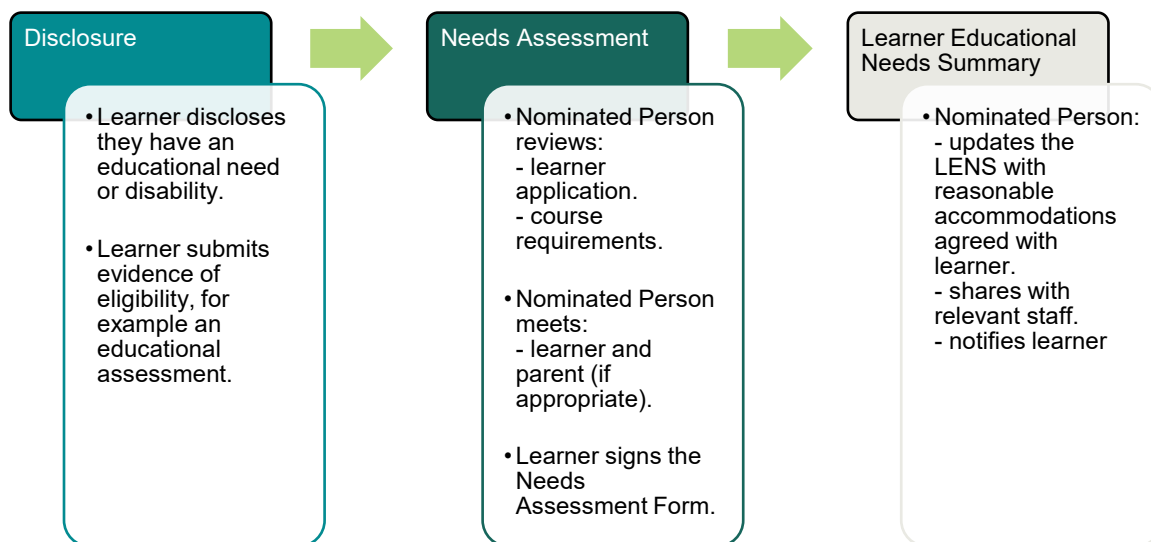 Disclosure
• Learner discloses
they have an
educational need
or disability.
• Learner submits
evidence of
eligibility, for
example an
educational
assessment.
Needs Assessment
• Nominated Person
reviews:
- learner
application.
- course
requirements.
• Nominated Person
meets:
- learner and
parent (if
appropriate).
• Learner signs the
Needs
Assessment Form.
Learner Educational
Needs Summary
• Nominated Person:
- updates the
LENS with
reasonable
accommodations
agreed with
learner.
- shares with
relevant staff.
- notifies learner